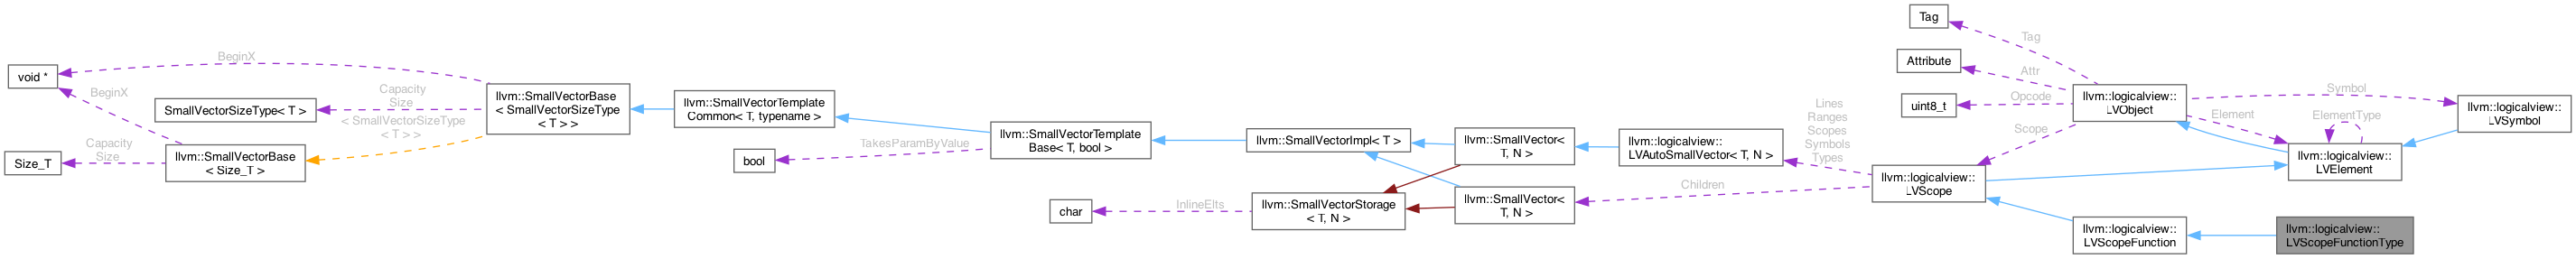 void *
Size_T
BeginX
BeginX
Capacity
Size
SmallVectorSizeType< T >
llvm::SmallVectorBase
< Size_T >
Capacity
Size
< SmallVectorSizeType
< T > >
llvm::SmallVectorBase
< SmallVectorSizeType
< T > >
llvm::SmallVectorTemplate
Common< T, typename >
bool
TakesParamByValue
llvm::SmallVectorTemplate
Base< T, bool >
char
InlineElts
llvm::SmallVectorImpl< T >
llvm::SmallVectorStorage
< T, N >
llvm::SmallVector<
T, N >
llvm::SmallVector<
T, N >
llvm::logicalview::
LVAutoSmallVector< T, N >
Children
Lines
Ranges
Scopes
Symbols
Types
llvm::logicalview::
LVScope
Tag
Attribute
uint8_t
Tag
Attr
Opcode
Scope
llvm::logicalview::
LVObject
llvm::logicalview::
LVScopeFunction
Symbol
Element
ElementType
llvm::logicalview::
LVElement
llvm::logicalview::
LVSymbol
llvm::logicalview::
LVScopeFunctionType